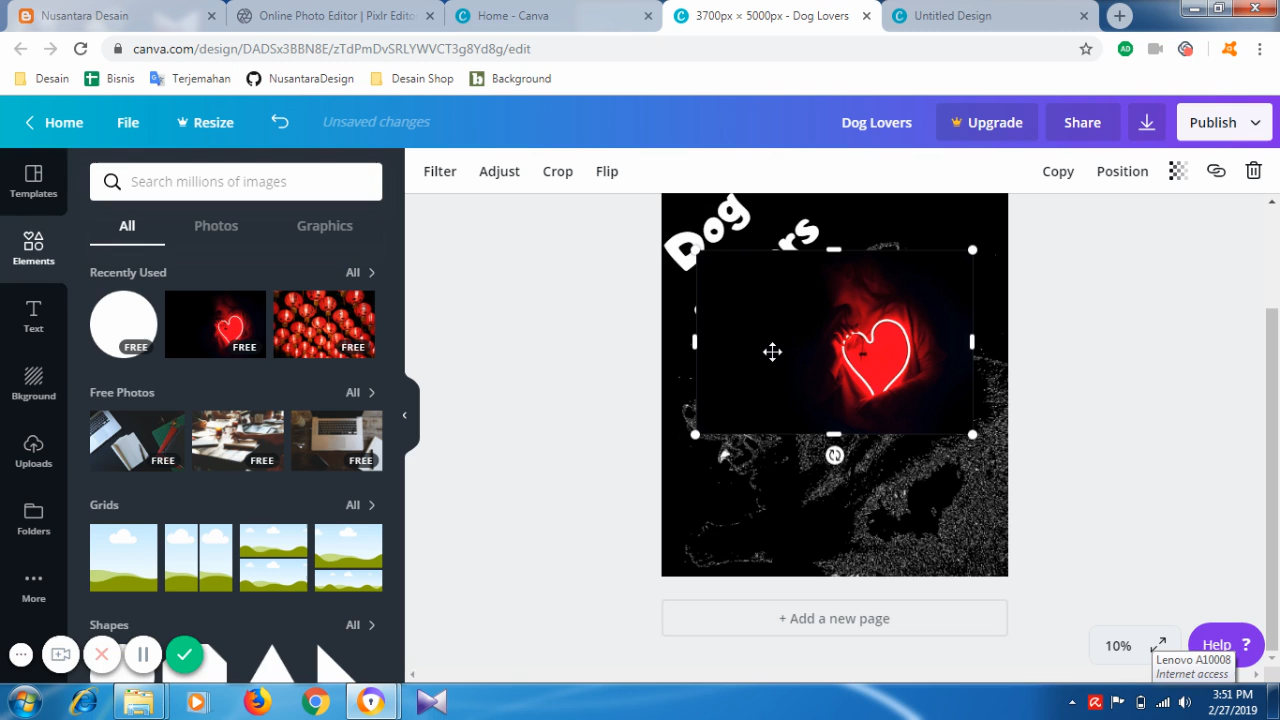 Nusantara Desain
Online Photo Editor | Pixlr Editor
Home - Canva
3700px × 5000px - Dog Lovers
Untitled Design
canva.com/design/DADSx3BBN8E/zTdPmDvSRLYWVCT3g8Yd8g/edit
AD
Desain
Bisnis
Terjemahan
NusantaraDesign
Desain Shop
Background
Home
File
Resize
Unsaved changes
Dog Lovers
Upgrade
Share
Publish
Templates
Elements
Text
Bkground
Uploads
Folders
More
Search millions of images
All
Photos
Graphics
Recently Used
All
FREE
FREE
FREE
Free Photos
All
FREE
FREE
FREE
Grids
All
Shapes
All
Filter
Adjust
Crop
Flip
Copy
Position
Dog
rs
+ Add a new page
10%
Help ?
Lenovo A10008
Internet access
3:51 PM
2/27/2019